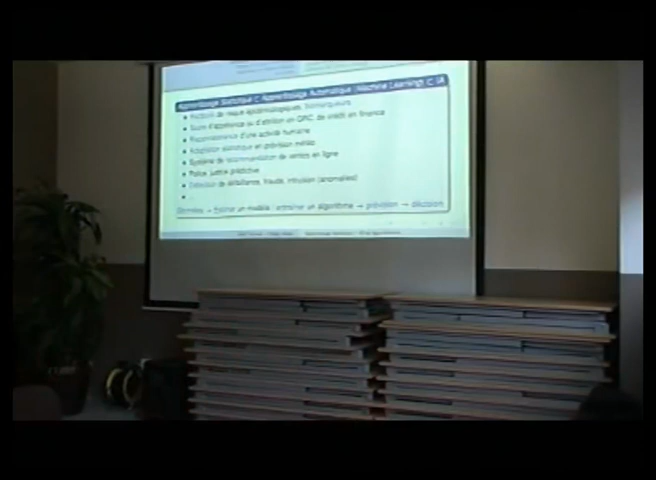 Apprentissage Statistique ⊂ Apprentissage Automatique (Machine Learning) ⊂ IA
Facteurs de risque épidémiologiques, biomarqueurs
Score d'appétence ou d'attrition en GRC, de crédit en finance
Reconnaissance d'une activité humaine
Adaptation statistique en prévision météo
Système de recommandation de ventes en ligne
Police, justice prédictive
Détection de défaillance, fraude, intrusion (anomalies)
...
Données → estimer un modèle / entraîner un algorithme → prévision → décision